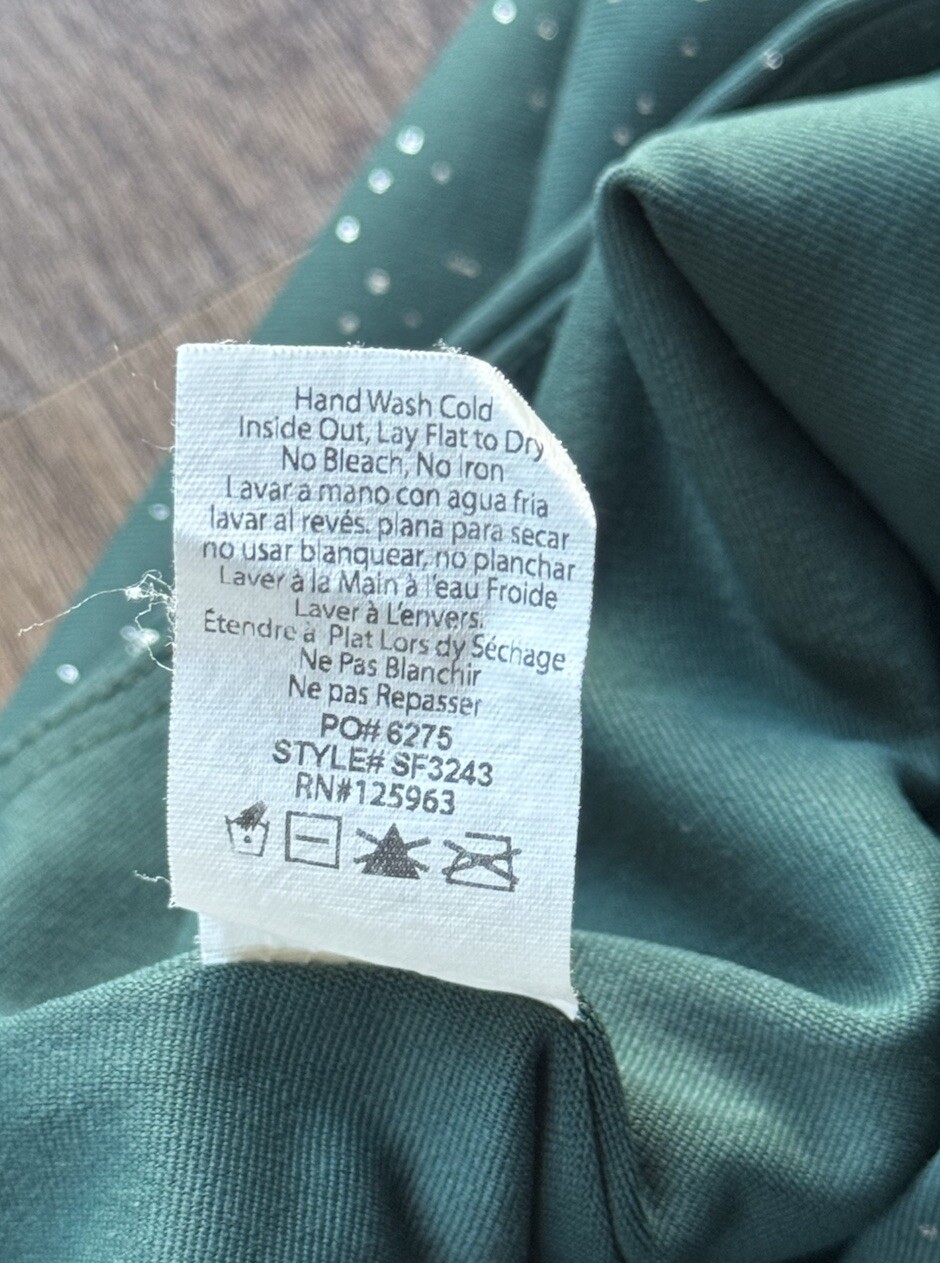 Hand Wash Cold
Inside Out, Lay Flat to Dry
No Bleach, No Iron
Lavar a mano con agua fria
lavar al revés. plana para secar
no usar blanquear, no planchar
Laver à la Main à l'eau Froide
Laver à L'envers.
Étendre à Plat Lors dy Séchage
Ne Pas Blanchir
Ne pas Repasser
PO# 6275
STYLE# SF3243
RN#125963